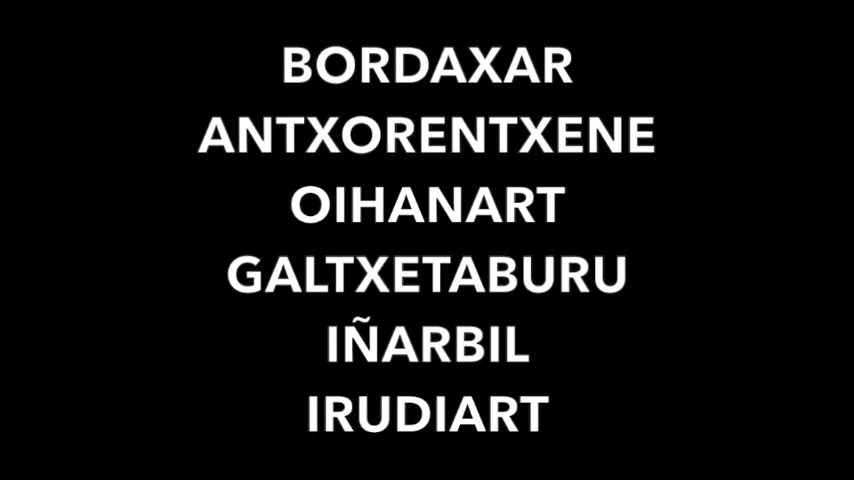 BORDAXAR
ANTXORENTXENE
OIHANART
GALTXETABURU
IÑARBIL
IRUDIART